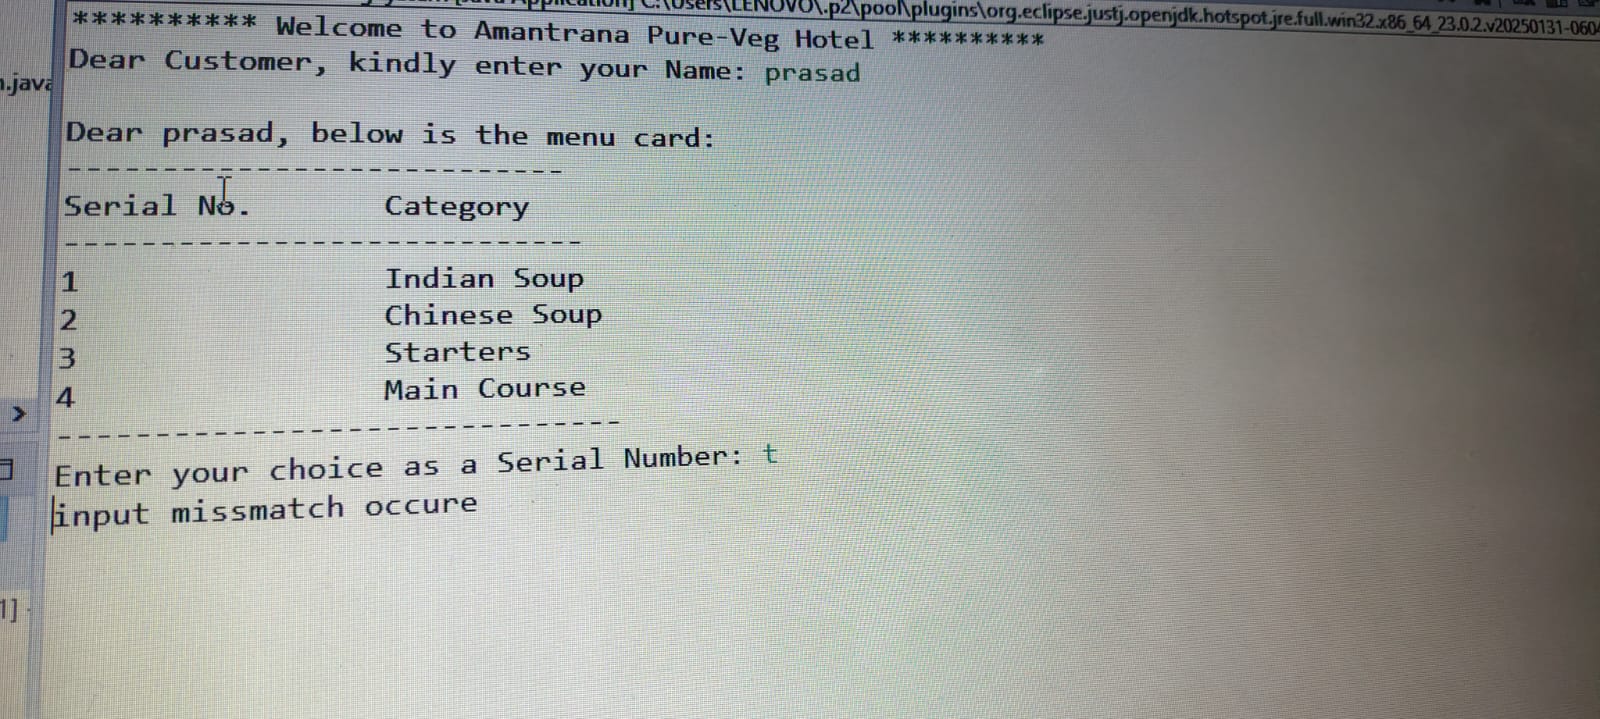 C:\Users\LENOVO\.p2\pool\plugins\org.eclipse.justj.openjdk.hotspot.jre.full.win32.x86_64_23.0.2.v20250131-060
********** Welcome to Amantrana Pure-Veg Hotel **********
Dear Customer, kindly enter your Name: prasad
.java
Dear prasad, below is the menu card:
----------------------------
Serial No. Category
----------------------------
1 Indian Soup
2 Chinese Soup
3 Starters
4 Main Course
------------------------------
Enter your choice as a Serial Number: t
input missmatch occure
1]